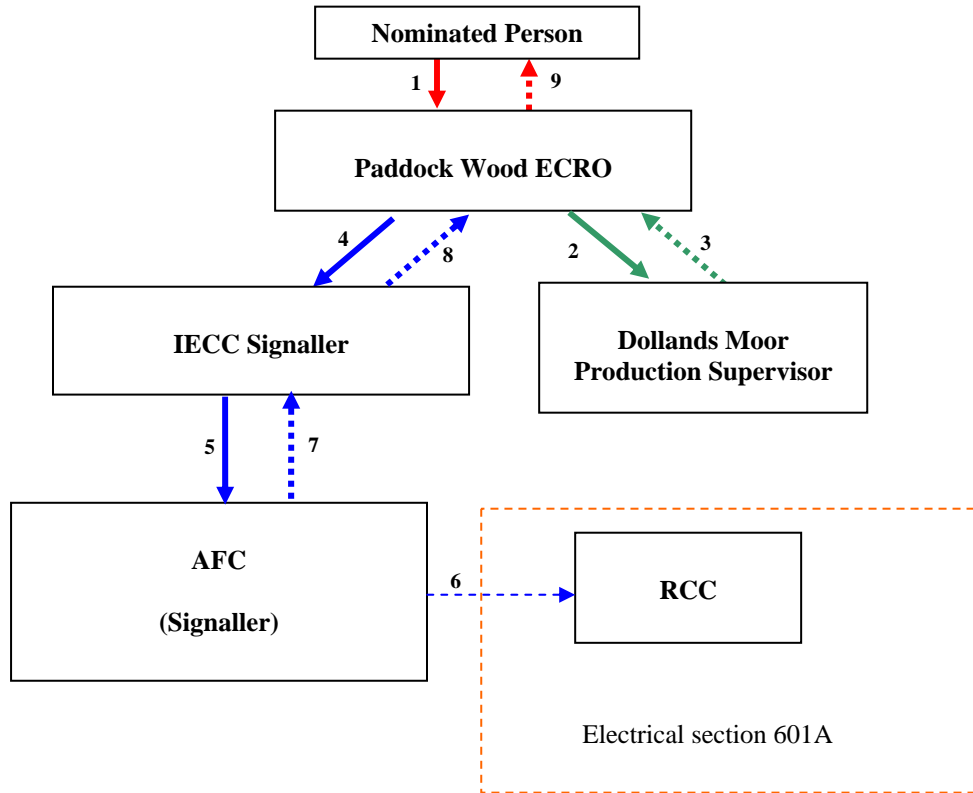 Nominated Person
1
9
Paddock Wood ECRO
4
8
2
3
IECC Signaller
Dollands Moor
Production Supervisor
5
7
AFC
(Signaller)
6
RCC
Electrical section 601A